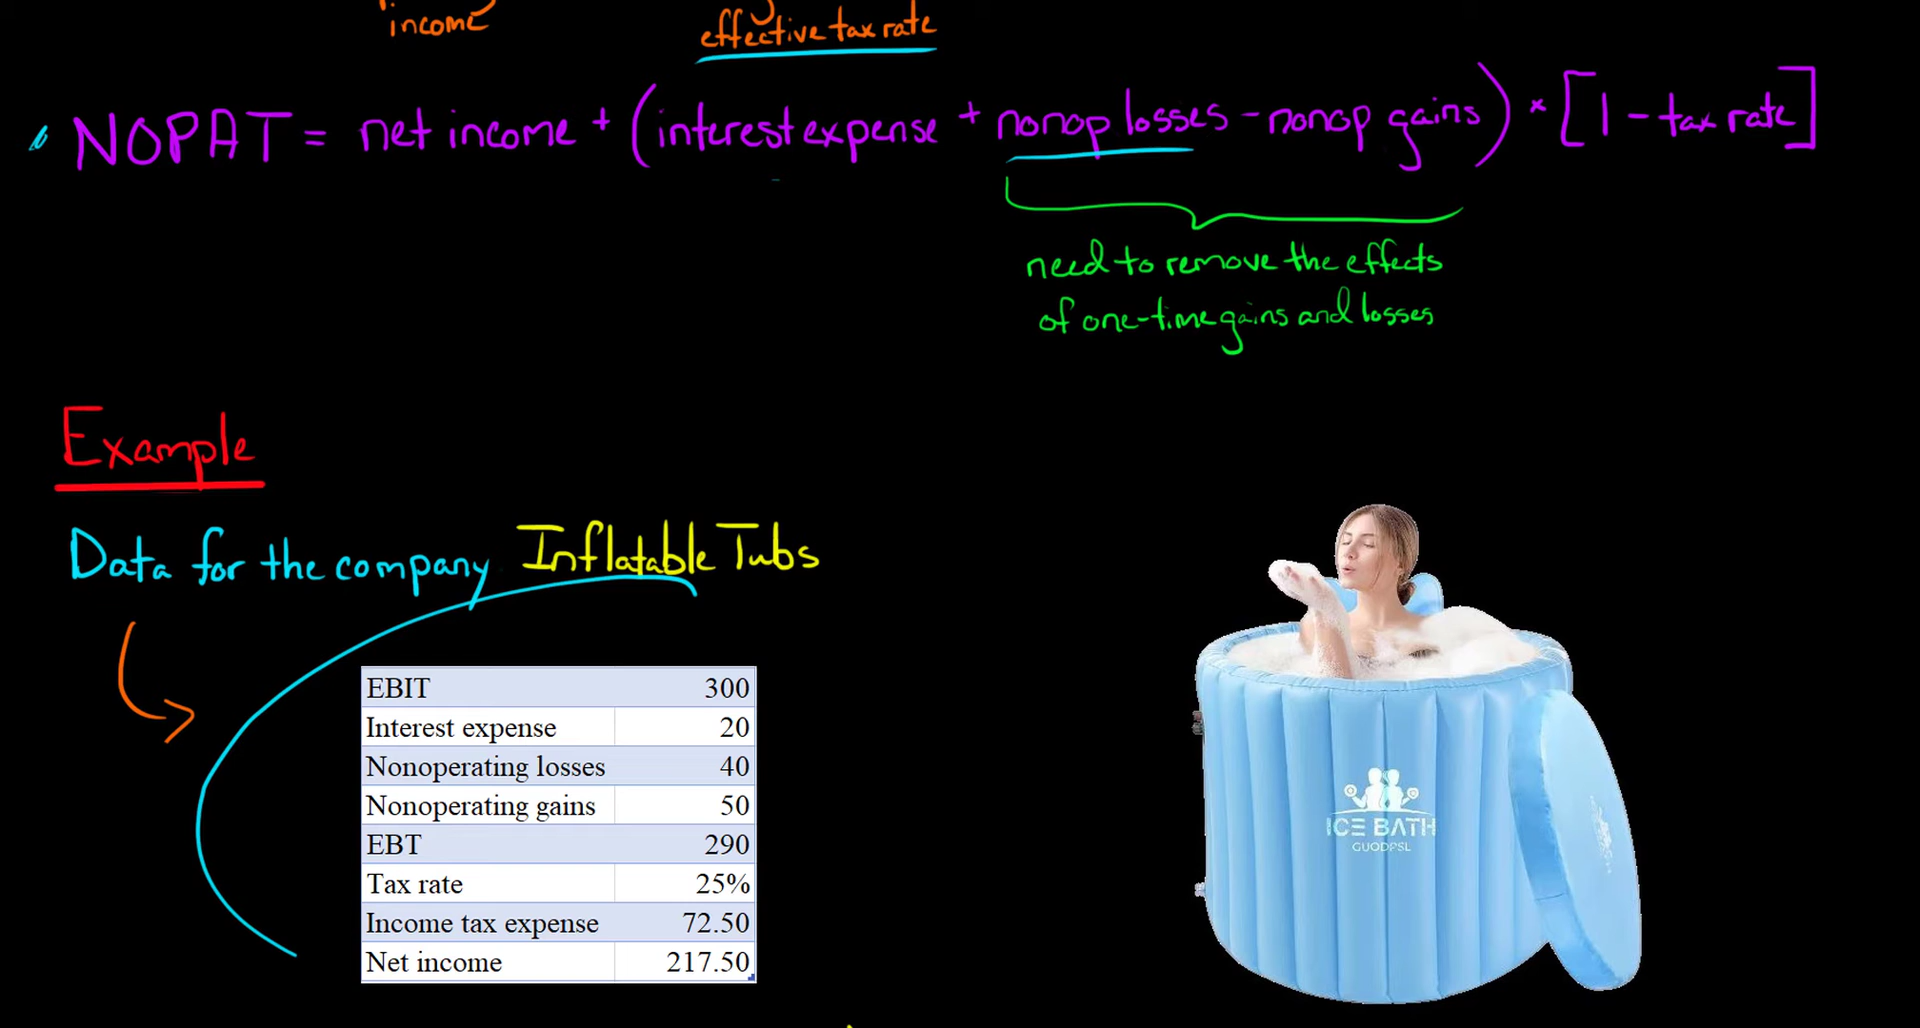 income
effective tax rate
NOPAT = net income + (interest expense + nonop losses - nonop gains) × [1 - tax rate]
need to remove the effects
of one-time gains and losses
Example
Data for the company Inflatable Tubs
EBIT 300
Interest expense 20
Nonoperating losses 40
Nonoperating gains 50
EBT 290
Tax rate 25%
Income tax expense 72.50
Net income 217.50
ICE BATH
GUODPSL